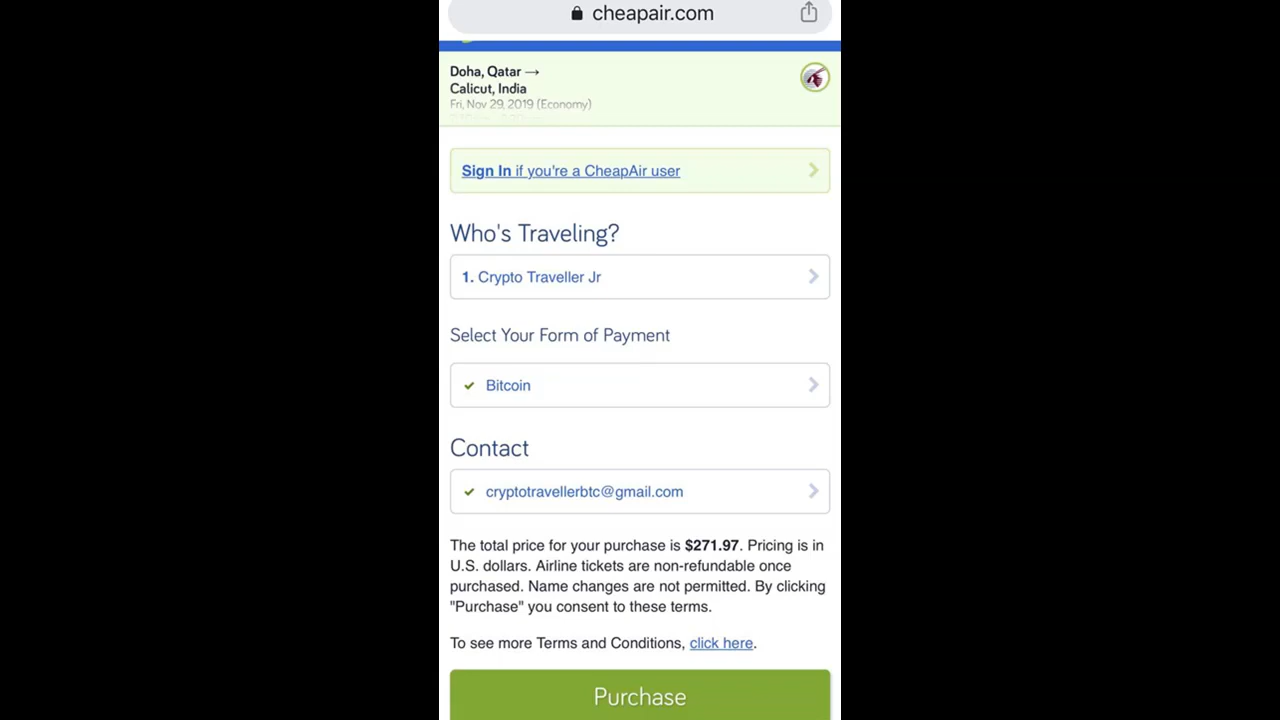 cheapair.com
Doha, Qatar →
Calicut, India
Fri, Nov 29, 2019 (Economy)
Sign In if you're a CheapAir user
Who's Traveling?
1. Crypto Traveller Jr
Select Your Form of Payment
Bitcoin
Contact
cryptotravellerbtc@gmail.com
The total price for your purchase is $271.97. Pricing is in
U.S. dollars. Airline tickets are non-refundable once
purchased. Name changes are not permitted. By clicking
"Purchase" you consent to these terms.
To see more Terms and Conditions, click here.
Purchase